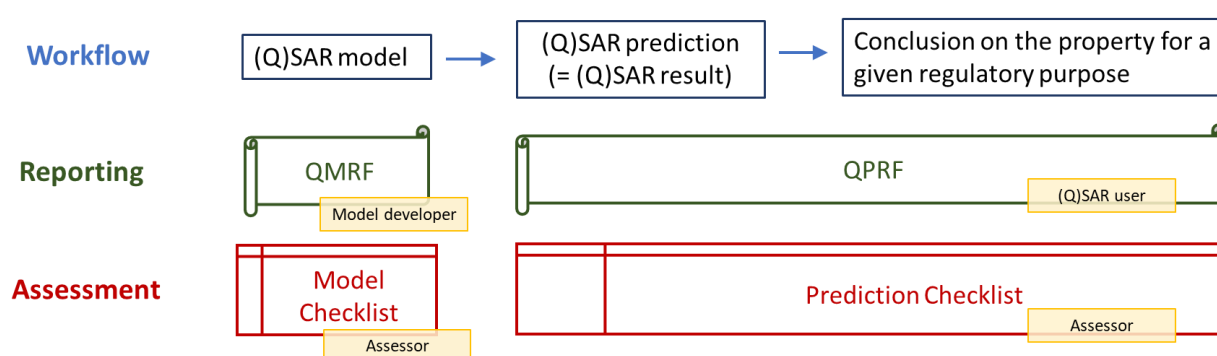 Workflow
(Q)SAR model
(Q)SAR prediction
(= (Q)SAR result)
Conclusion on the property for a
given regulatory purpose
Reporting
QMRF
Model developer
QPRF
(Q)SAR user
Assessment
Model
Checklist
Assessor
Prediction Checklist
Assessor